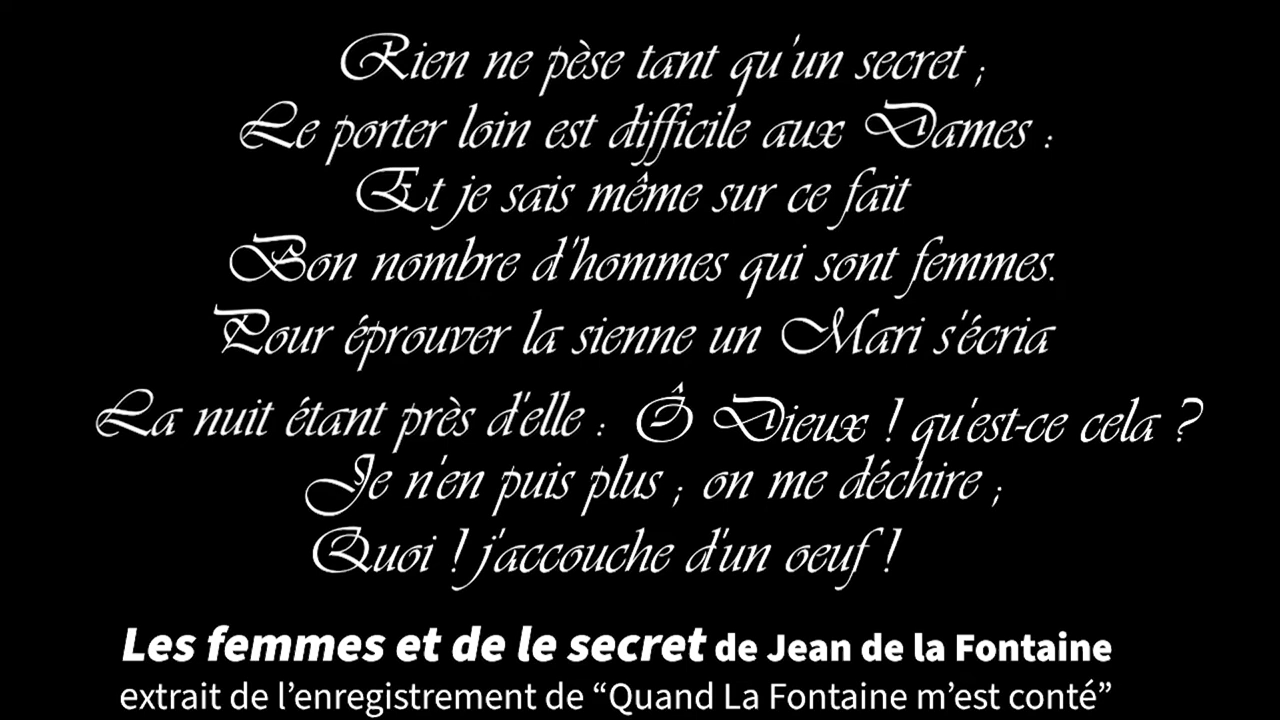 Rien ne pèse tant qu'un secret ;
Le porter loin est difficile aux Dames :
Et je sais même sur ce fait
Bon nombre d'hommes qui sont femmes.
Pour éprouver la sienne un Mari s'écria
La nuit étant près d'elle : Ô Dieux ! qu'est-ce cela ?
Je n'en puis plus ; on me déchire ;
Quoi ! j'accouche d'un oeuf !
Les femmes et de le secret de Jean de la Fontaine
extrait de l’enregistrement de “Quand La Fontaine m’est conté”